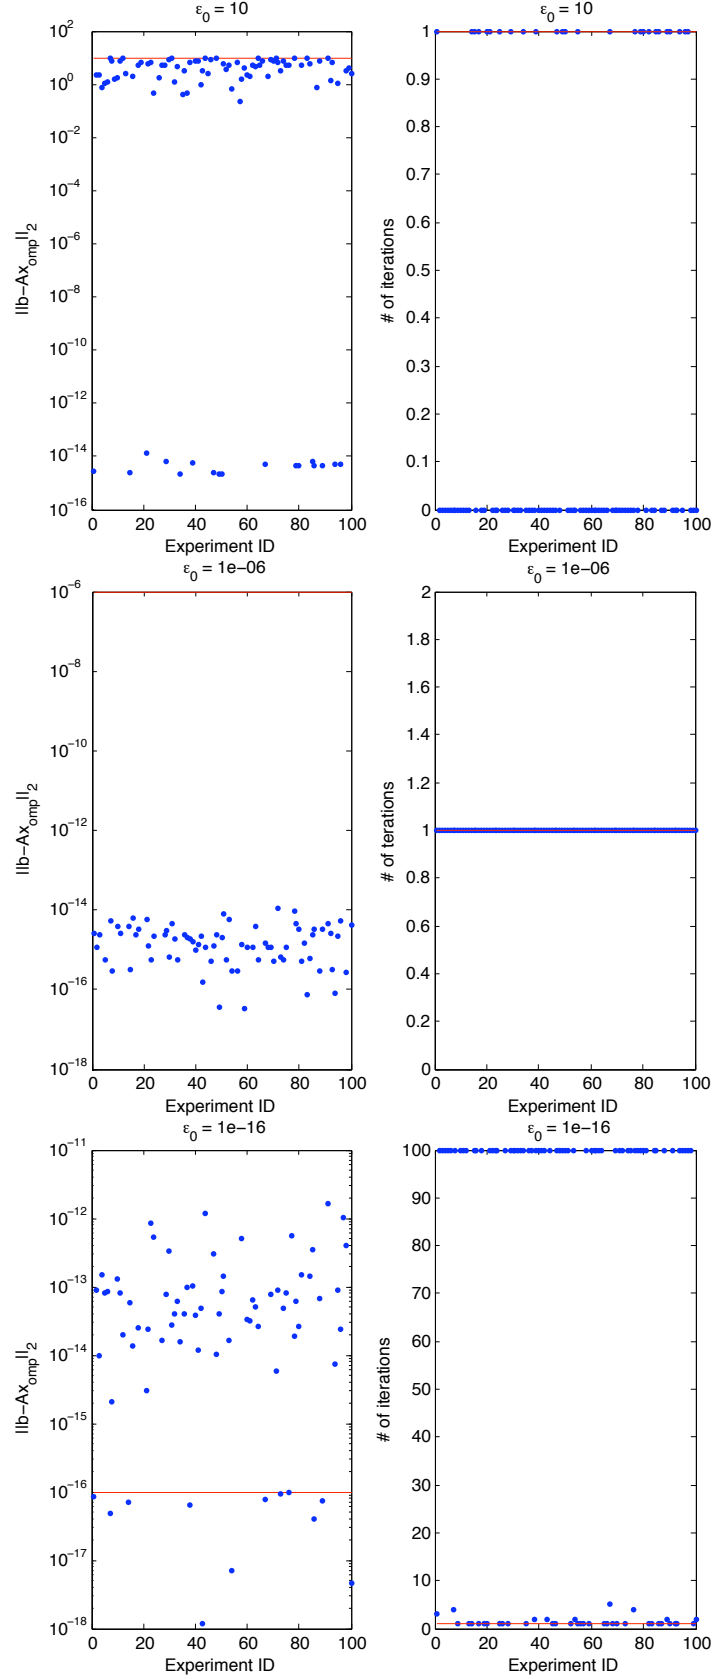 ε0 = 10
10^2
10^0
10^−2
10^−4
10^−6
10^−8
10^−10
10^−12
10^−14
10^−16
||b−Ax_omp||_2
0 20 40 60 80 100
Experiment ID
ε0 = 10
1
0.9
0.8
0.7
0.6
0.5
0.4
0.3
0.2
0.1
0
# of iterations
0 20 40 60 80 100
Experiment ID
ε0 = 1e−06
10^−6
10^−8
10^−10
10^−12
10^−14
10^−16
10^−18
||b−Ax_omp||_2
0 20 40 60 80 100
Experiment ID
ε0 = 1e−06
2
1.8
1.6
1.4
1.2
1
0.8
0.6
0.4
0.2
0
# of iterations
0 20 40 60 80 100
Experiment ID
ε0 = 1e−16
10^−11
10^−12
10^−13
10^−14
10^−15
10^−16
10^−17
10^−18
||b−Ax_omp||_2
0 20 40 60 80 100
Experiment ID
ε0 = 1e−16
100
90
80
70
60
50
40
30
20
10
0
# of iterations
0 20 40 60 80 100
Experiment ID